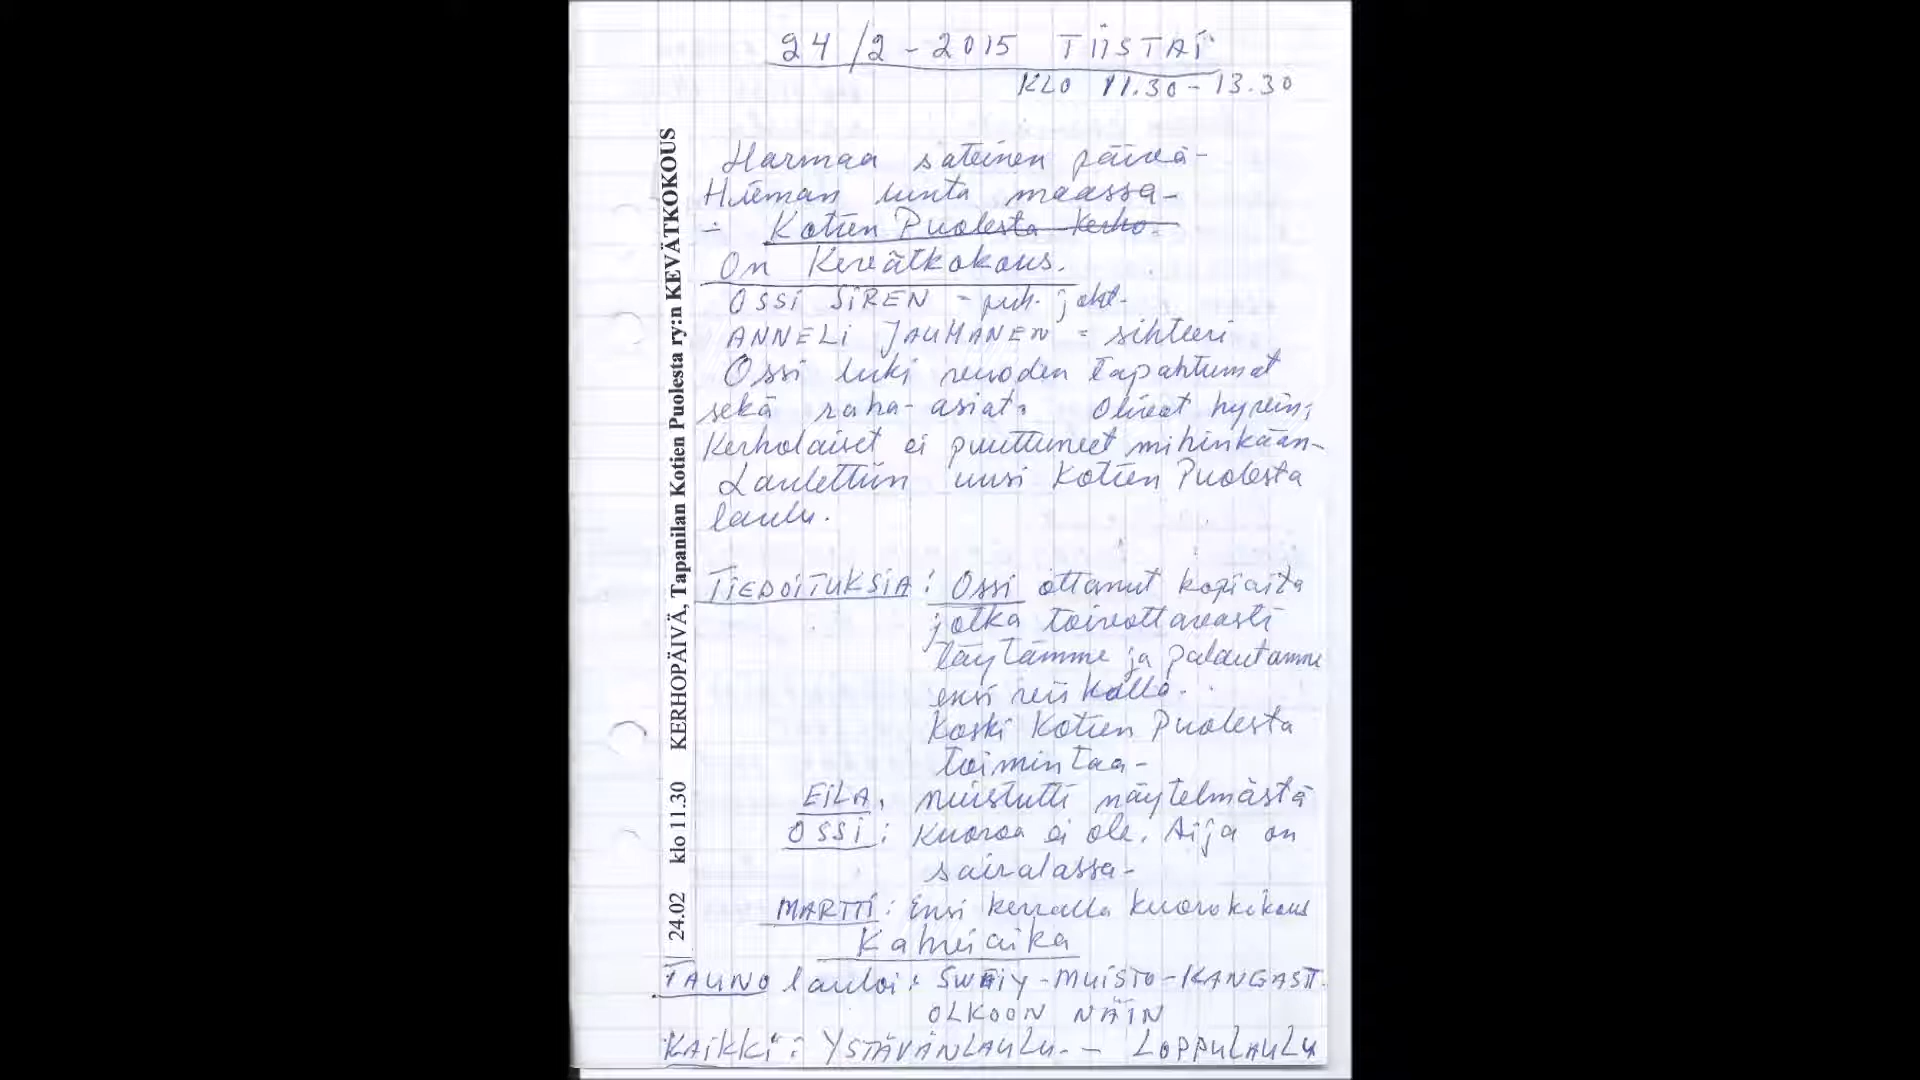 24/2 - 2015 TIISTAI
KLO 11.30 - 13.30
24.02 klo 11.30 KERHOPÄIVÄ, Tapanilan Kotien Puolesta ry:n KEVÄTKOKOUS
Harmaa sateinen päivä-
Hieman lunta maassa-
- Kotien Puolesta Kerho.
On Kevätkokous.
OSSI SIREN - puh. joht.
ANNELI JAUHANEN = sihteeri
Ossi luki vuoden tapahtumat
sekä raha-asiat. Olivat hyvin;
Kerholaiset ei puuttuneet mihinkään-
Laulettiin uusi Kotien Puolesta
laulu.
TIEDOITUKSIA: Ossi ottanut kopioita
jotka toivottavasti
täytämme ja palautamme
ensi viikolla.
Koski Kotien Puolesta
toimintaa-
EILA, muistutti näytelmästä
OSSI: Kuoroa ei ole. Aija on
sairalassa-
MARTTI: Ensi kerralla kuorokokous
Kahviaika
TAUNO lauloi: -MUISTO-KANGAST.
OLKOON NÄIN
KAIKKI: YSTÄVÄNLAULU. - LOPPULAULU